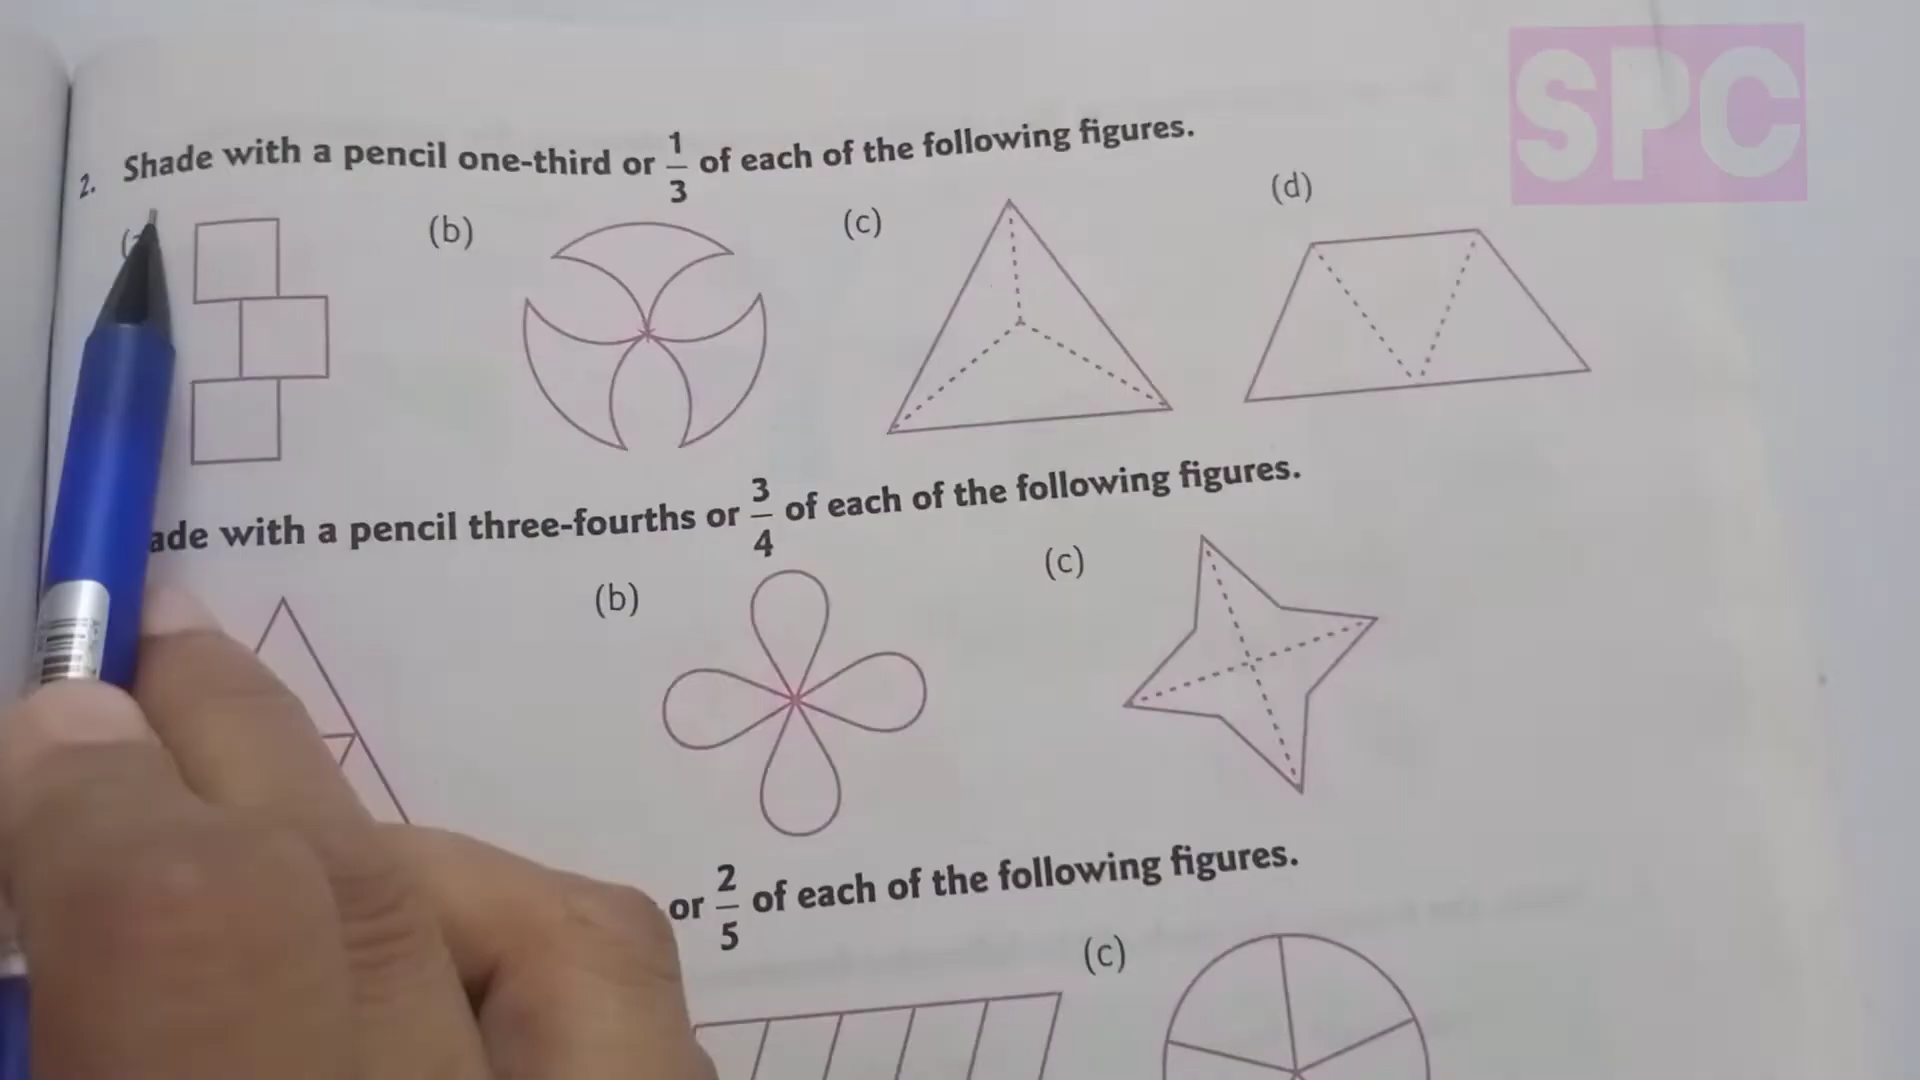 SPC
2. Shade with a pencil one-third or 1/3 of each of the following figures.
(b) (c) (d)
ade with a pencil three-fourths or 3/4 of each of the following figures.
(b) (c)
or 2/5 of each of the following figures.
(c)